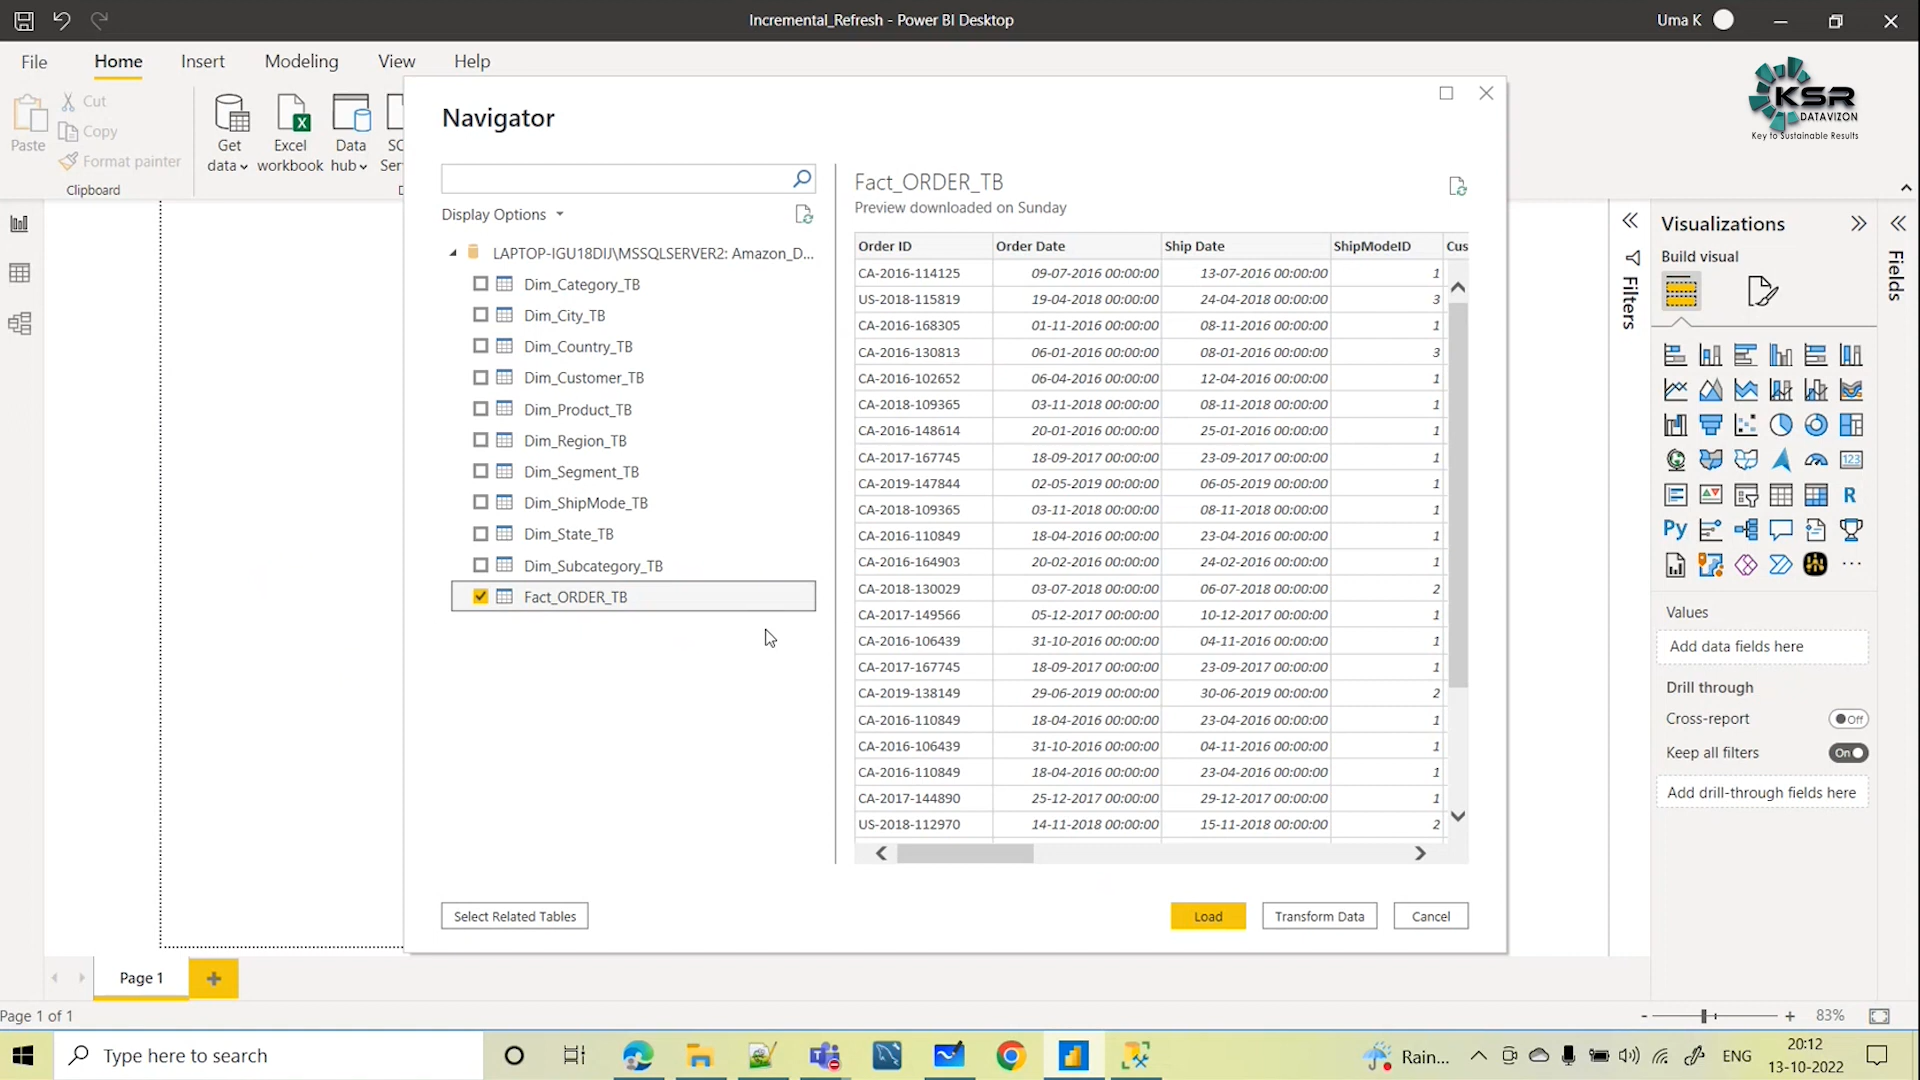 Incremental_Refresh - Power BI Desktop
Uma K
File
Home
Insert
Modeling
View
Help
Paste
Cut
Copy
Format painter
Clipboard
Get data
Excel workbook
Data hub
KSR
DATAVIZON
Key to Sustainable Results
Navigator
Display Options
LAPTOP-IGU18DIJ\MSSQLSERVER2: Amazon_D...
Dim_Category_TB
Dim_City_TB
Dim_Country_TB
Dim_Customer_TB
Dim_Product_TB
Dim_Region_TB
Dim_Segment_TB
Dim_ShipMode_TB
Dim_State_TB
Dim_Subcategory_TB
Fact_ORDER_TB
Fact_ORDER_TB
Preview downloaded on Sunday
Order ID Order Date Ship Date ShipModeID Cus
CA-2016-114125 09-07-2016 00:00:00 13-07-2016 00:00:00 1
US-2018-115819 19-04-2018 00:00:00 24-04-2018 00:00:00 3
CA-2016-168305 01-11-2016 00:00:00 08-11-2016 00:00:00 1
CA-2016-130813 06-01-2016 00:00:00 08-01-2016 00:00:00 3
CA-2016-102652 06-04-2016 00:00:00 12-04-2016 00:00:00 1
CA-2018-109365 03-11-2018 00:00:00 08-11-2018 00:00:00 1
CA-2016-148614 20-01-2016 00:00:00 25-01-2016 00:00:00 1
CA-2017-167745 18-09-2017 00:00:00 23-09-2017 00:00:00 1
CA-2019-147844 02-05-2019 00:00:00 06-05-2019 00:00:00 1
CA-2018-109365 03-11-2018 00:00:00 08-11-2018 00:00:00 1
CA-2016-110849 18-04-2016 00:00:00 23-04-2016 00:00:00 1
CA-2016-164903 20-02-2016 00:00:00 24-02-2016 00:00:00 1
CA-2018-130029 03-07-2018 00:00:00 06-07-2018 00:00:00 2
CA-2017-149566 05-12-2017 00:00:00 10-12-2017 00:00:00 1
CA-2016-106439 31-10-2016 00:00:00 04-11-2016 00:00:00 1
CA-2017-167745 18-09-2017 00:00:00 23-09-2017 00:00:00 1
CA-2019-138149 29-06-2019 00:00:00 30-06-2019 00:00:00 2
CA-2016-110849 18-04-2016 00:00:00 23-04-2016 00:00:00 1
CA-2016-106439 31-10-2016 00:00:00 04-11-2016 00:00:00 1
CA-2016-110849 18-04-2016 00:00:00 23-04-2016 00:00:00 1
CA-2017-144890 25-12-2017 00:00:00 29-12-2017 00:00:00 1
US-2018-112970 14-11-2018 00:00:00 15-11-2018 00:00:00 2
Select Related Tables
Load
Transform Data
Cancel
Filters
Visualizations
Build visual
123
R
Py
Values
Add data fields here
Drill through
Cross-report
Off
Keep all filters
On
Add drill-through fields here
Fields
Page 1
Page 1 of 1
- + 83%
Type here to search
Rain...
ENG
20:12
13-10-2022